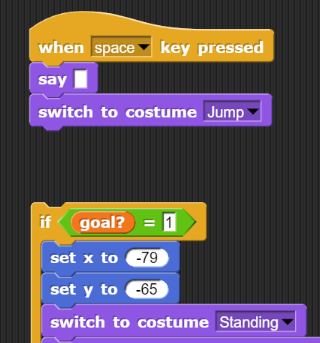 when space key pressed
say
switch to costume Jump
if goal? = 1
set x to -79
set y to -65
switch to costume Standing